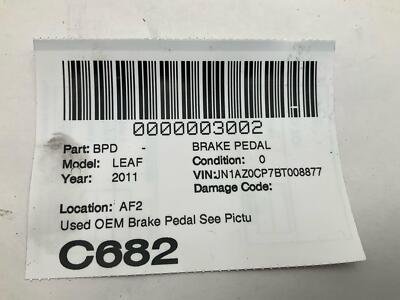 0000003002
Part: BPD - BRAKE PEDAL
Model: LEAF Condition: 0
Year: 2011 VIN:JN1AZ0CP7BT008877
Damage Code:
Location: AF2
Used OEM Brake Pedal See Pictu
C682